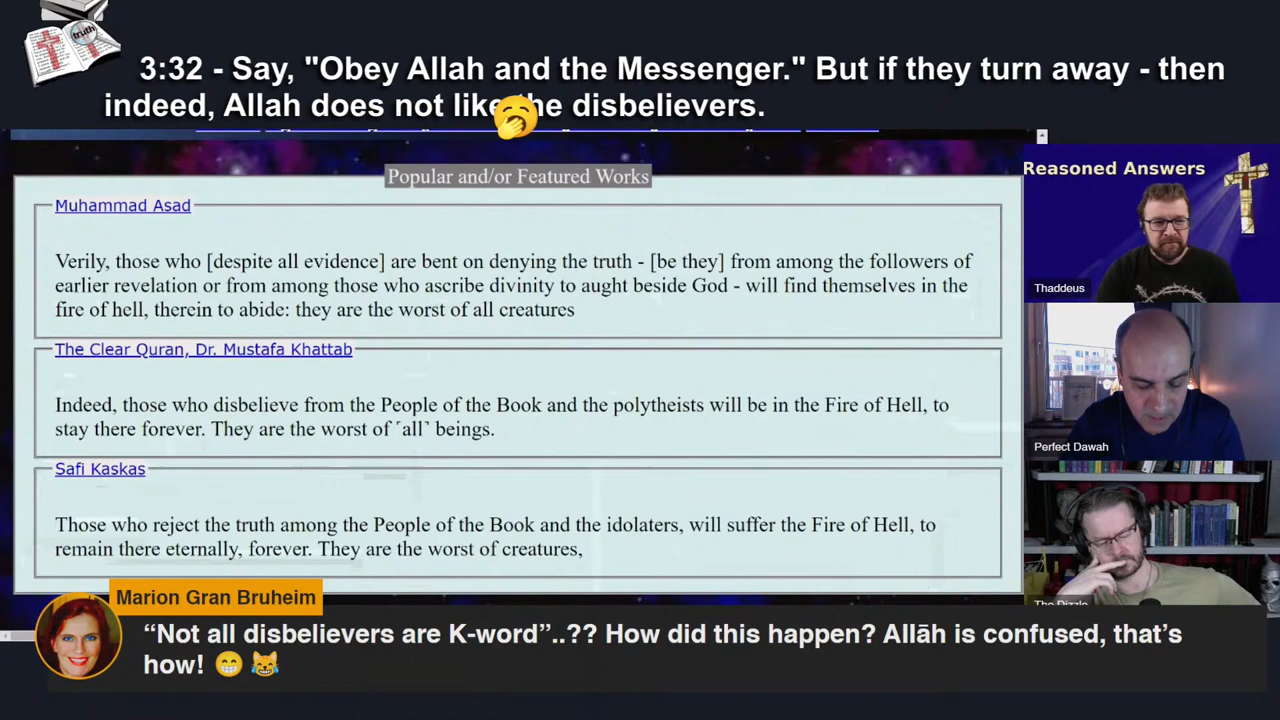 truth
3:32 - Say, "Obey Allah and the Messenger." But if they turn away - then
indeed, Allah does not like the disbelievers.
Popular and/or Featured Works
Muhammad Asad
Verily, those who [despite all evidence] are bent on denying the truth - [be they] from among the followers of
earlier revelation or from among those who ascribe divinity to aught beside God - will find themselves in the
fire of hell, therein to abide: they are the worst of all creatures
The Clear Quran, Dr. Mustafa Khattab
Indeed, those who disbelieve from the People of the Book and the polytheists will be in the Fire of Hell, to
stay there forever. They are the worst of ˹all˺ beings.
Safi Kaskas
Those who reject the truth among the People of the Book and the idolaters, will suffer the Fire of Hell, to
remain there eternally, forever. They are the worst of creatures,
Reasoned Answers
Thaddeus
Perfect Dawah
The Dizzle
Marion Gran Bruheim
“Not all disbelievers are K-word”..?? How did this happen? Allāh is confused, that’s
how! 😁 😹